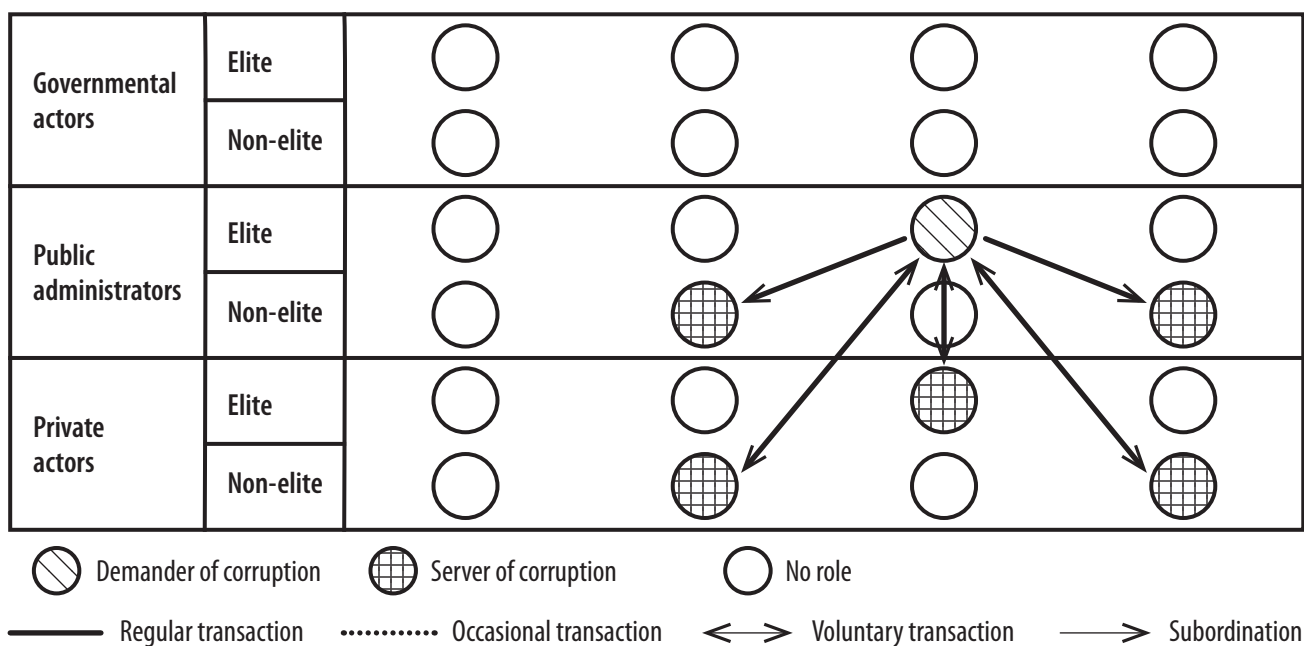 Governmental
actors
Elite
Non-elite
Public
administrators
Elite
Non-elite
Private
actors
Elite
Non-elite
Demander of corruption Server of corruption No role
Regular transaction Occasional transaction Voluntary transaction Subordination